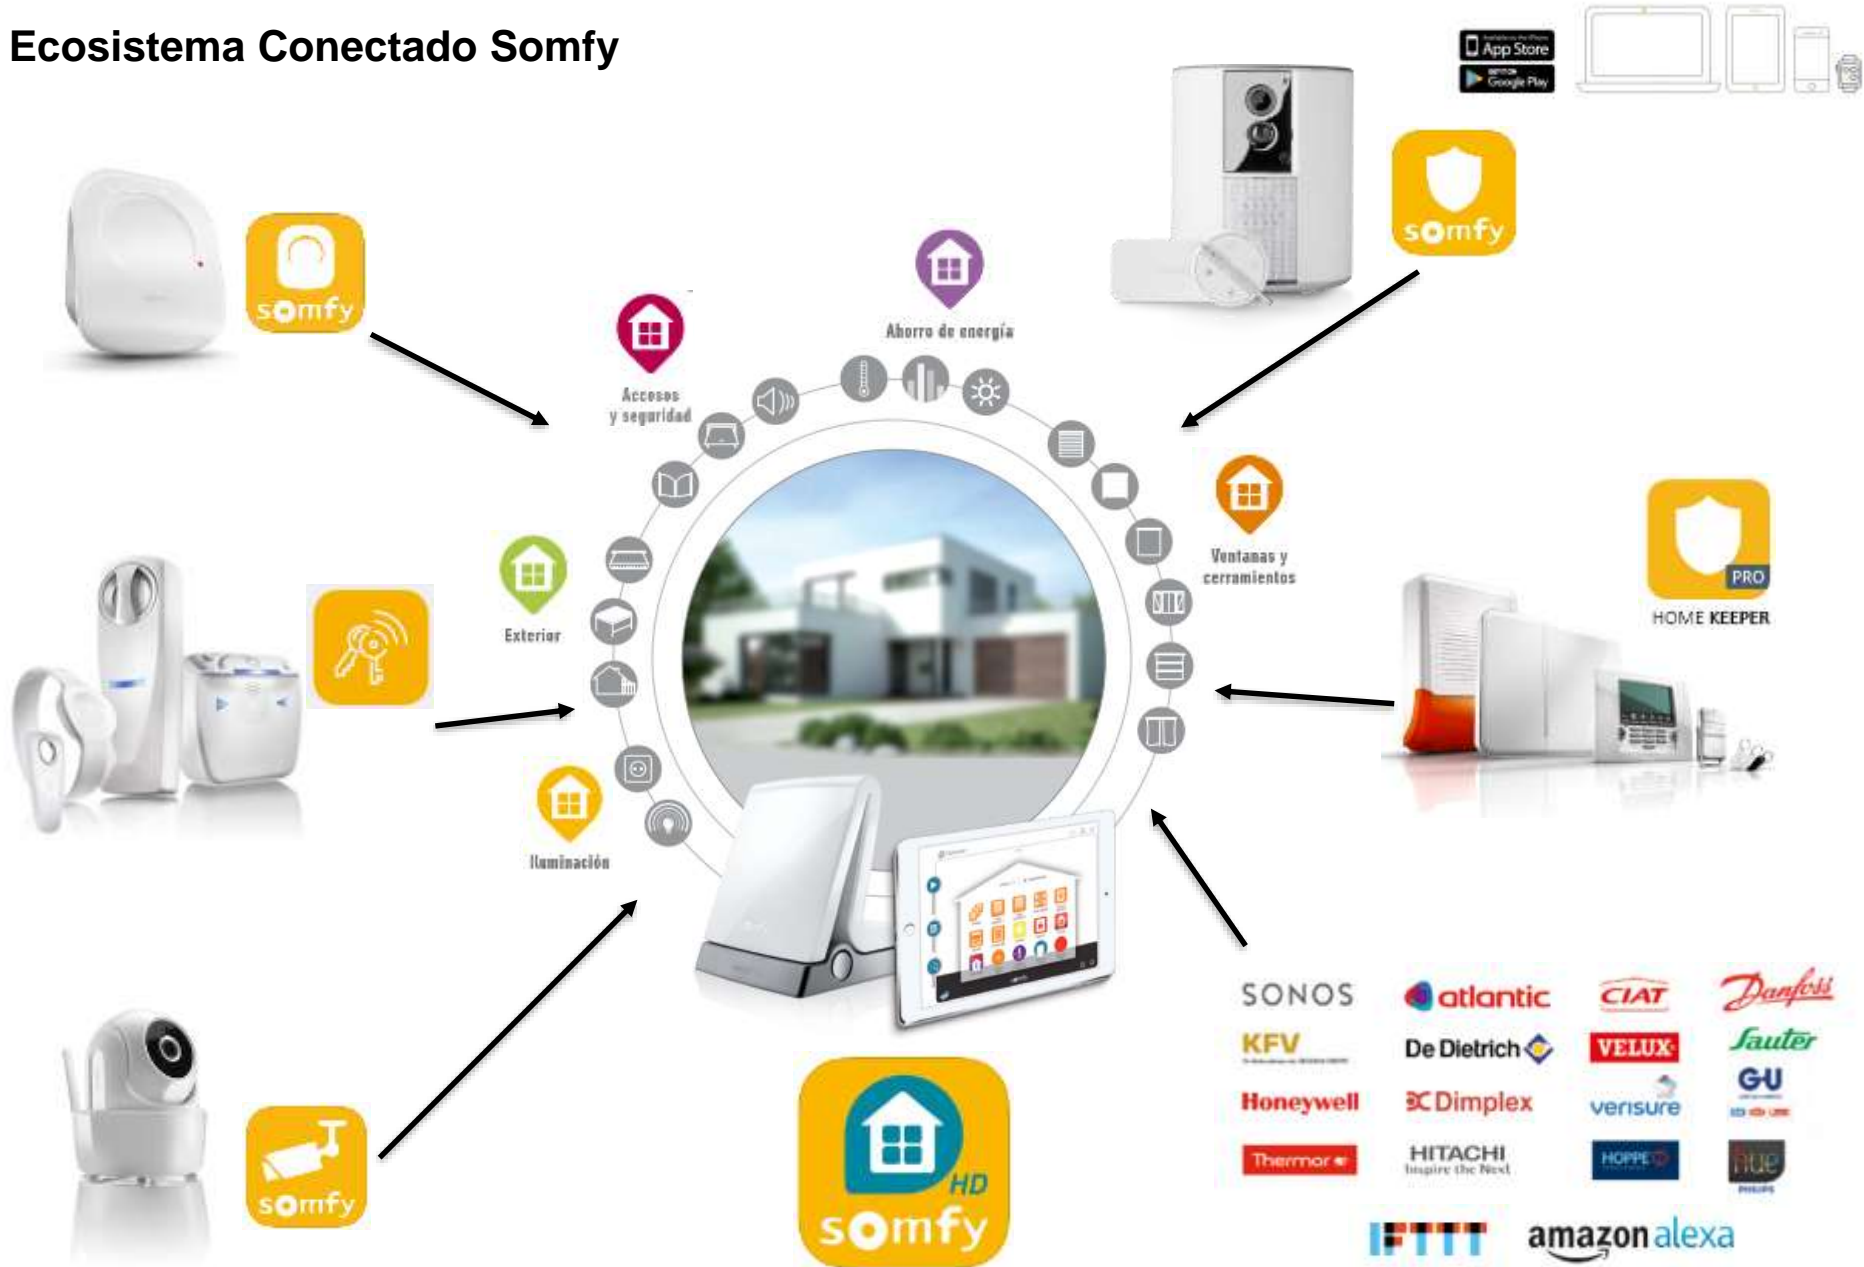 Ecosistema Conectado Somfy
App Store
Google Play
somfy
somfy
Ahorro de energía
Accesos
y seguridad
Ventanas y
cerramientos
PRO
HOME KEEPER
Exterior
Iluminación
SONOS
atlantic
CIAT
Danfoss
KFV
De Dietrich
VELUX
Sauter
Honeywell
Dimplex
verisure
G-U
Thermor
HITACHI
Inspire the Next
HOPPE
hue
PHILIPS
HD
somfy
somfy
IFTTT
amazon alexa